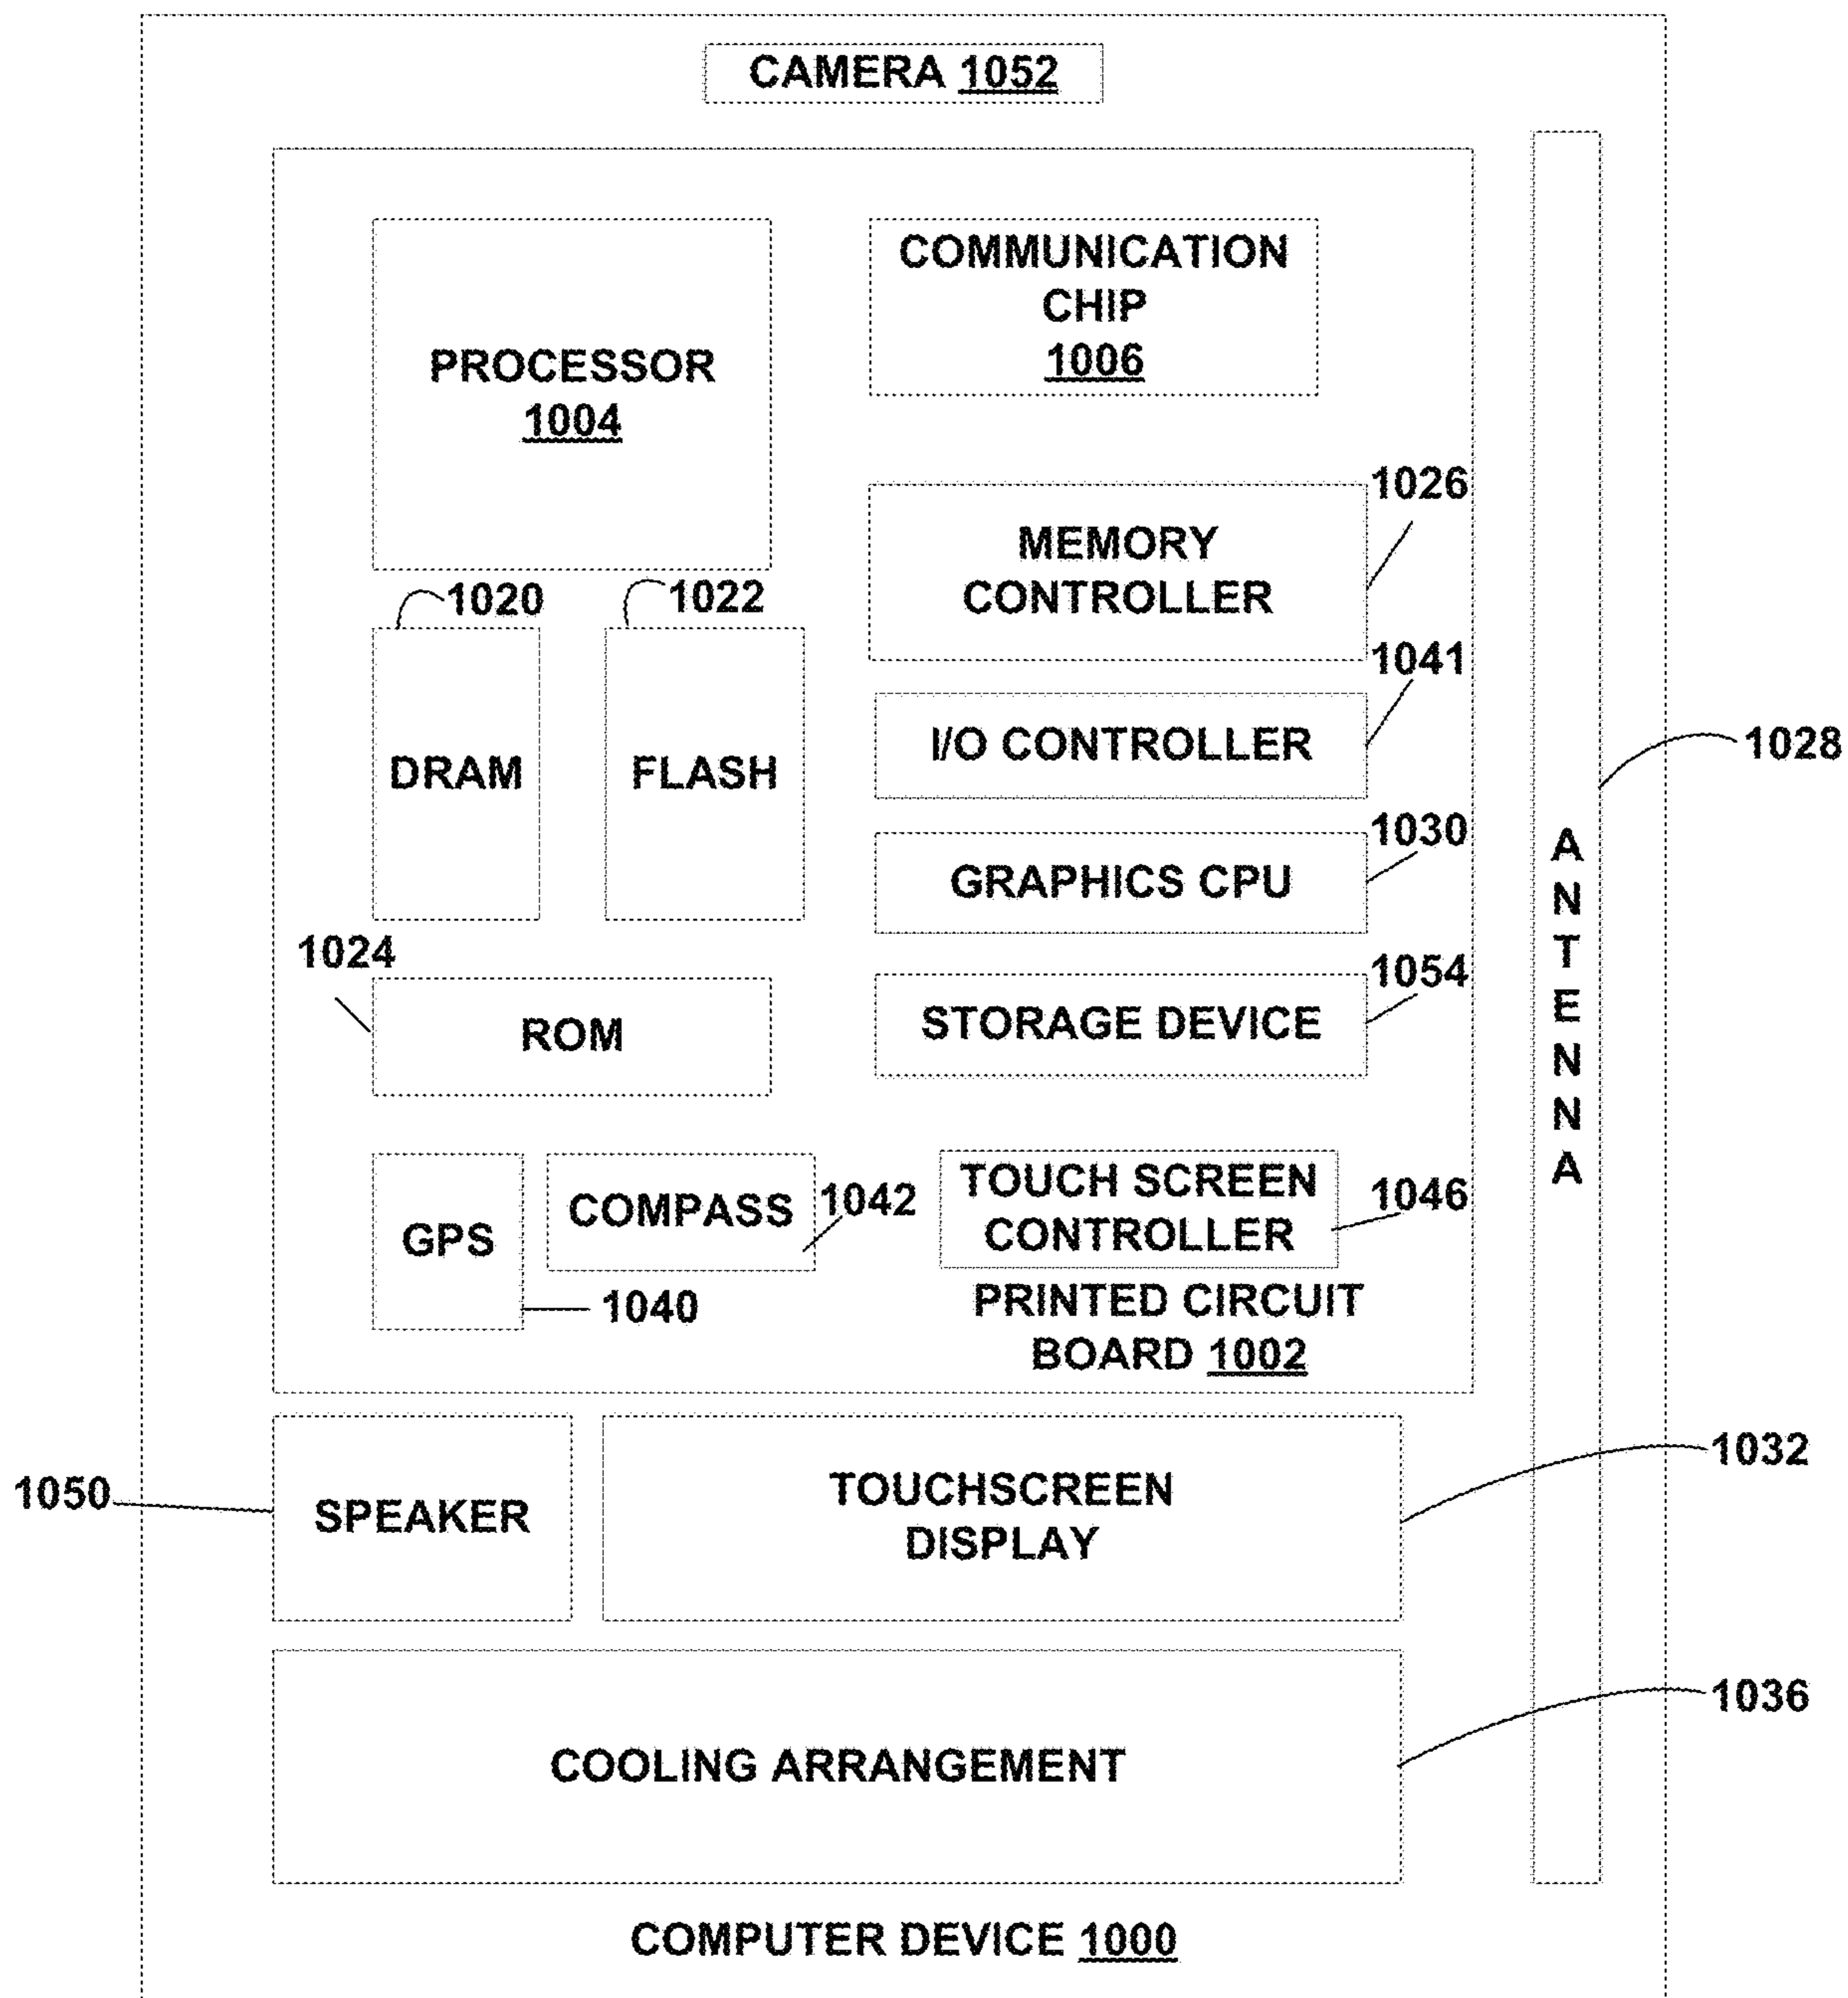 CAMERA 1052
PROCESSOR
1004
COMMUNICATION
CHIP
1006
1026
MEMORY
CONTROLLER
1020
1022
DRAM
FLASH
1041
I/O CONTROLLER
1030
GRAPHICS CPU
1024
ROM
1054
STORAGE DEVICE
GPS
1040
COMPASS
1042
TOUCH SCREEN
CONTROLLER
1046
PRINTED CIRCUIT
BOARD 1002
ANTENNA
1028
1050
SPEAKER
TOUCHSCREEN
DISPLAY
1032
COOLING ARRANGEMENT
1036
COMPUTER DEVICE 1000